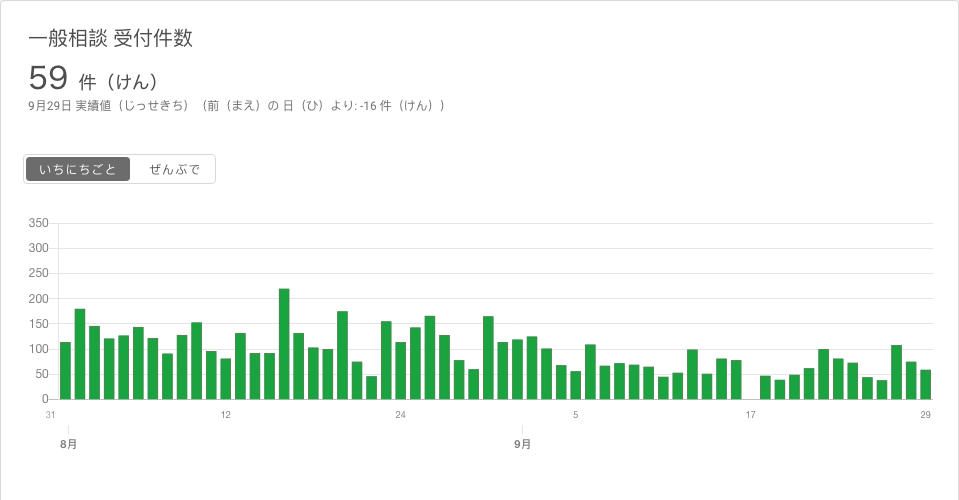 一般相談 受付件数
59 件（けん）
9月29日 実績値（じっせきち）（前（まえ）の 日（ひ）より: -16 件（けん））
いちにちごと ぜんぶで
350
300
250
200
150
100
50
0
31 12 24 5 17 29
8月 9月